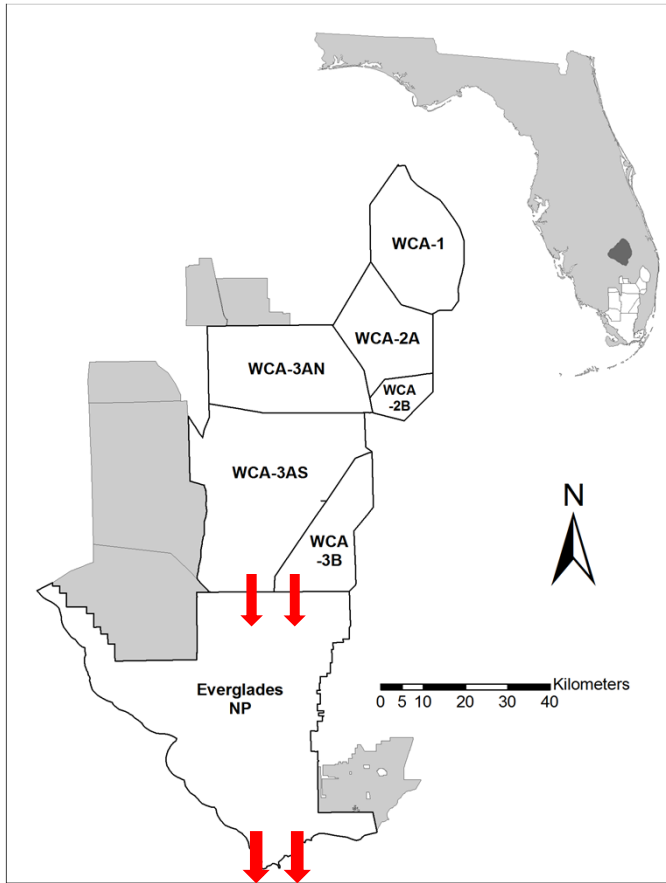 WCA-1
WCA-2A
WCA-3AN
WCA
-2B
WCA-3AS
WCA
-3B
N
Everglades
NP
Kilometers
0 5 10 20 30 40